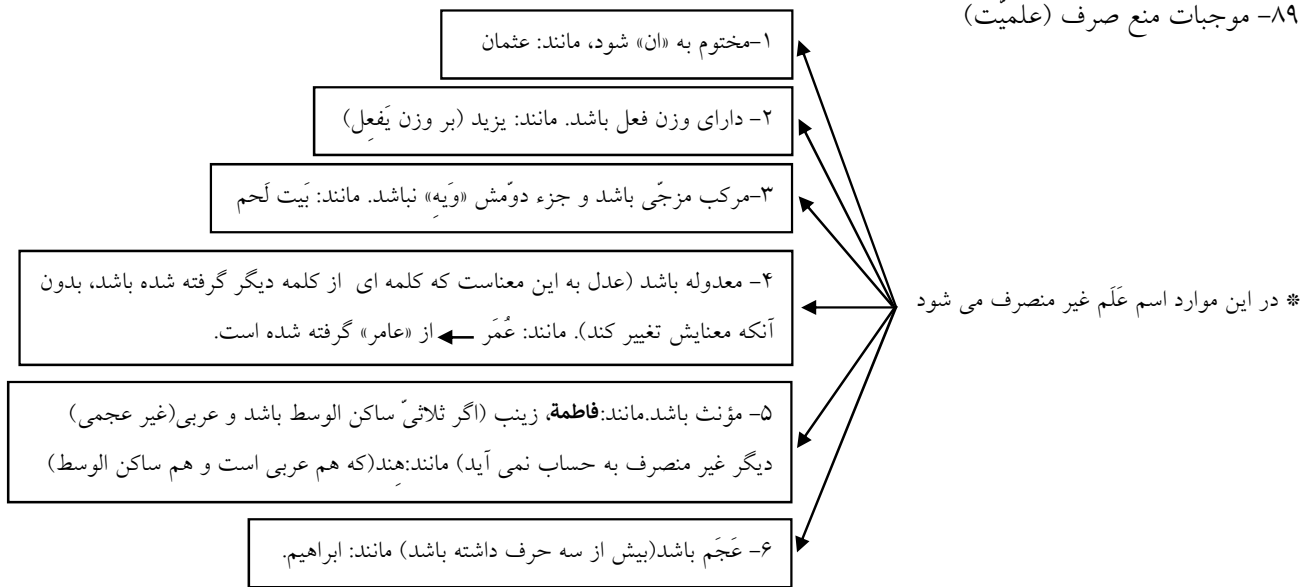 ۸۹- موجبات منع صرف (علمیّت)
* در این موارد اسم عَلَم غیر منصرف می شود
۱-مختوم به «ان» شود، مانند: عثمان
۲- دارای وزن فعل باشد. مانند: یزید (بر وزن یَفعِل)
۳-مرکب مزجّی باشد و جزء دوّمش «وَیهِ» نباشد. مانند: بَیت لَحم
۴- معدوله باشد (عدل به این معناست که کلمه ای از کلمه دیگر گرفته شده باشد، بدون
آنکه معنایش تغییر کند). مانند: عُمَر ← از «عامر» گرفته شده است.
۵- مؤنث باشد.مانند:فاطمة، زینب (اگر ثلاثیّ ساکن الوسط باشد و عربی(غیر عجمی)
دیگر غیر منصرف به حساب نمی آید) مانند:هِند(که هم عربی است و هم ساکن الوسط)
۶- عَجَم باشد(بیش از سه حرف داشته باشد) مانند: ابراهیم.